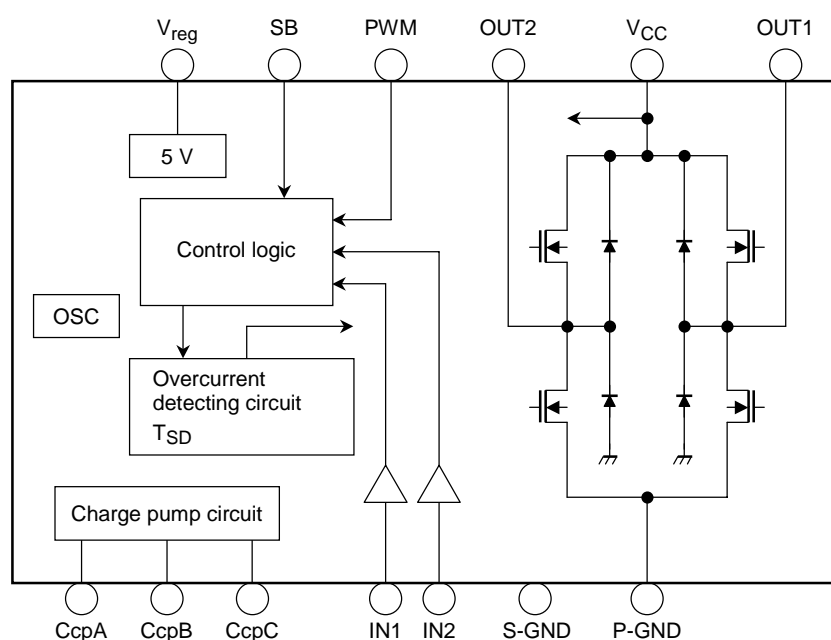 Vreg SB PWM OUT2 VCC OUT1
5 V
Control logic
OSC
Overcurrent
detecting circuit
TSD
Charge pump circuit
CcpA CcpB CcpC IN1 IN2 S-GND P-GND